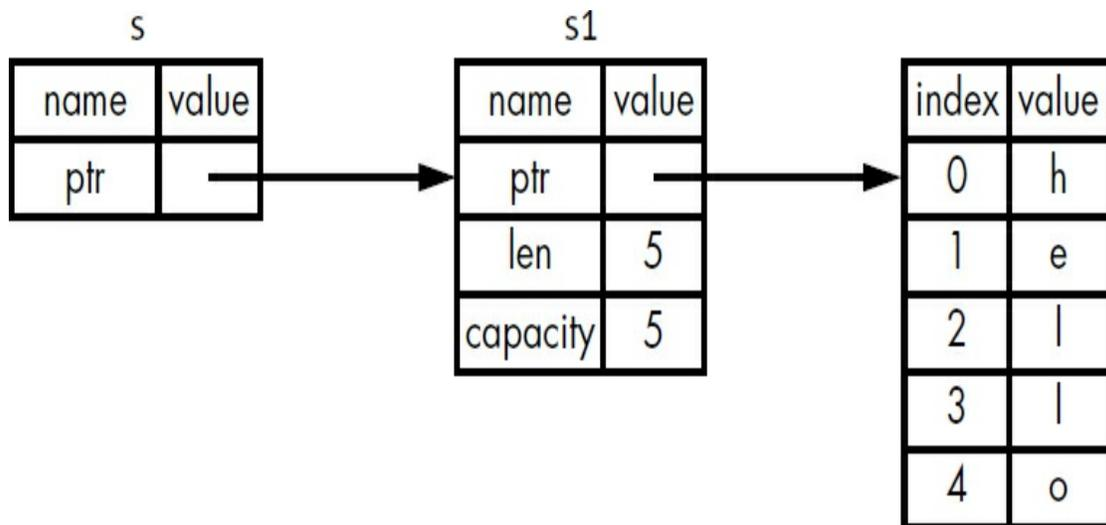 s
name value
ptr
s1
name value
ptr
len 5
capacity 5
index value
0 h
1 e
2 l
3 l
4 o